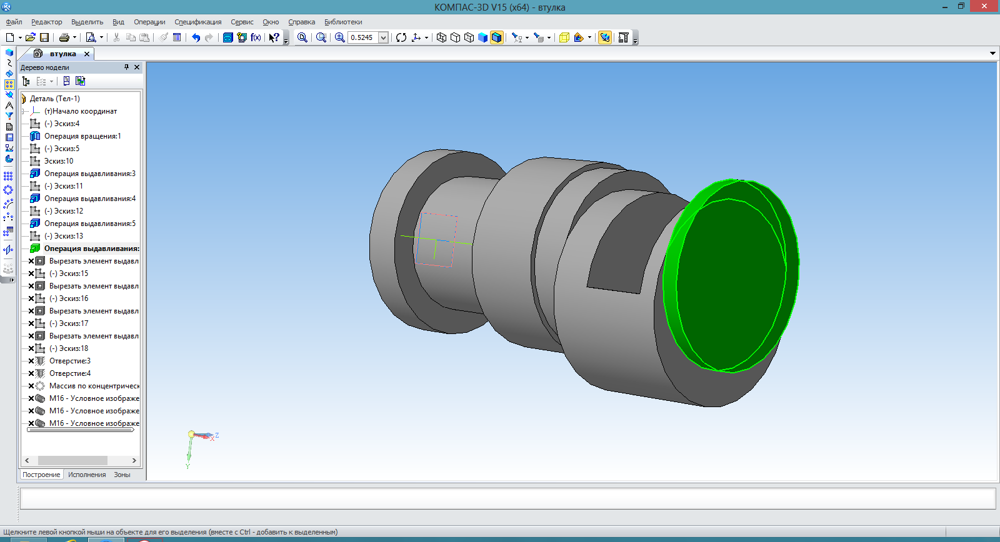 КОМПАС-3D V15 (x64) - втулка
Файл Редактор Выделить Вид Операции Спецификация Сервис Окно Справка Библиотеки
f(x) 0.5245
втулка
Дерево модели
Деталь (Тел-1)
(т)Начало координат
(-) Эскиз:4
Операция вращения:1
(-) Эскиз:5
Эскиз:10
Операция выдавливания:3
(-) Эскиз:11
Операция выдавливания:4
(-) Эскиз:12
Операция выдавливания:5
(-) Эскиз:13
Операция выдавливания:
Вырезать элемент выдавл
(-) Эскиз:15
Вырезать элемент выдавл
(-) Эскиз:16
Вырезать элемент выдавл
(-) Эскиз:17
Вырезать элемент выдавл
(-) Эскиз:18
Отверстие:3
Отверстие:4
Массив по концентричес
М16 - Условное изображе
М16 - Условное изображе
М16 - Условное изображе
Z
X
Y
Построение Исполнения Зоны
Щелкните левой кнопкой мыши на объекте для его выделения (вместе с Ctrl - добавить к выделенным)